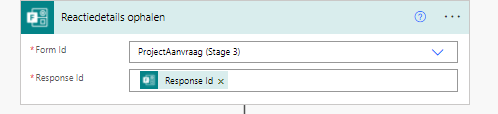 Reactiedetails ophalen
* Form Id
ProjectAanvraag (Stage 3)
* Response Id
Response Id ×